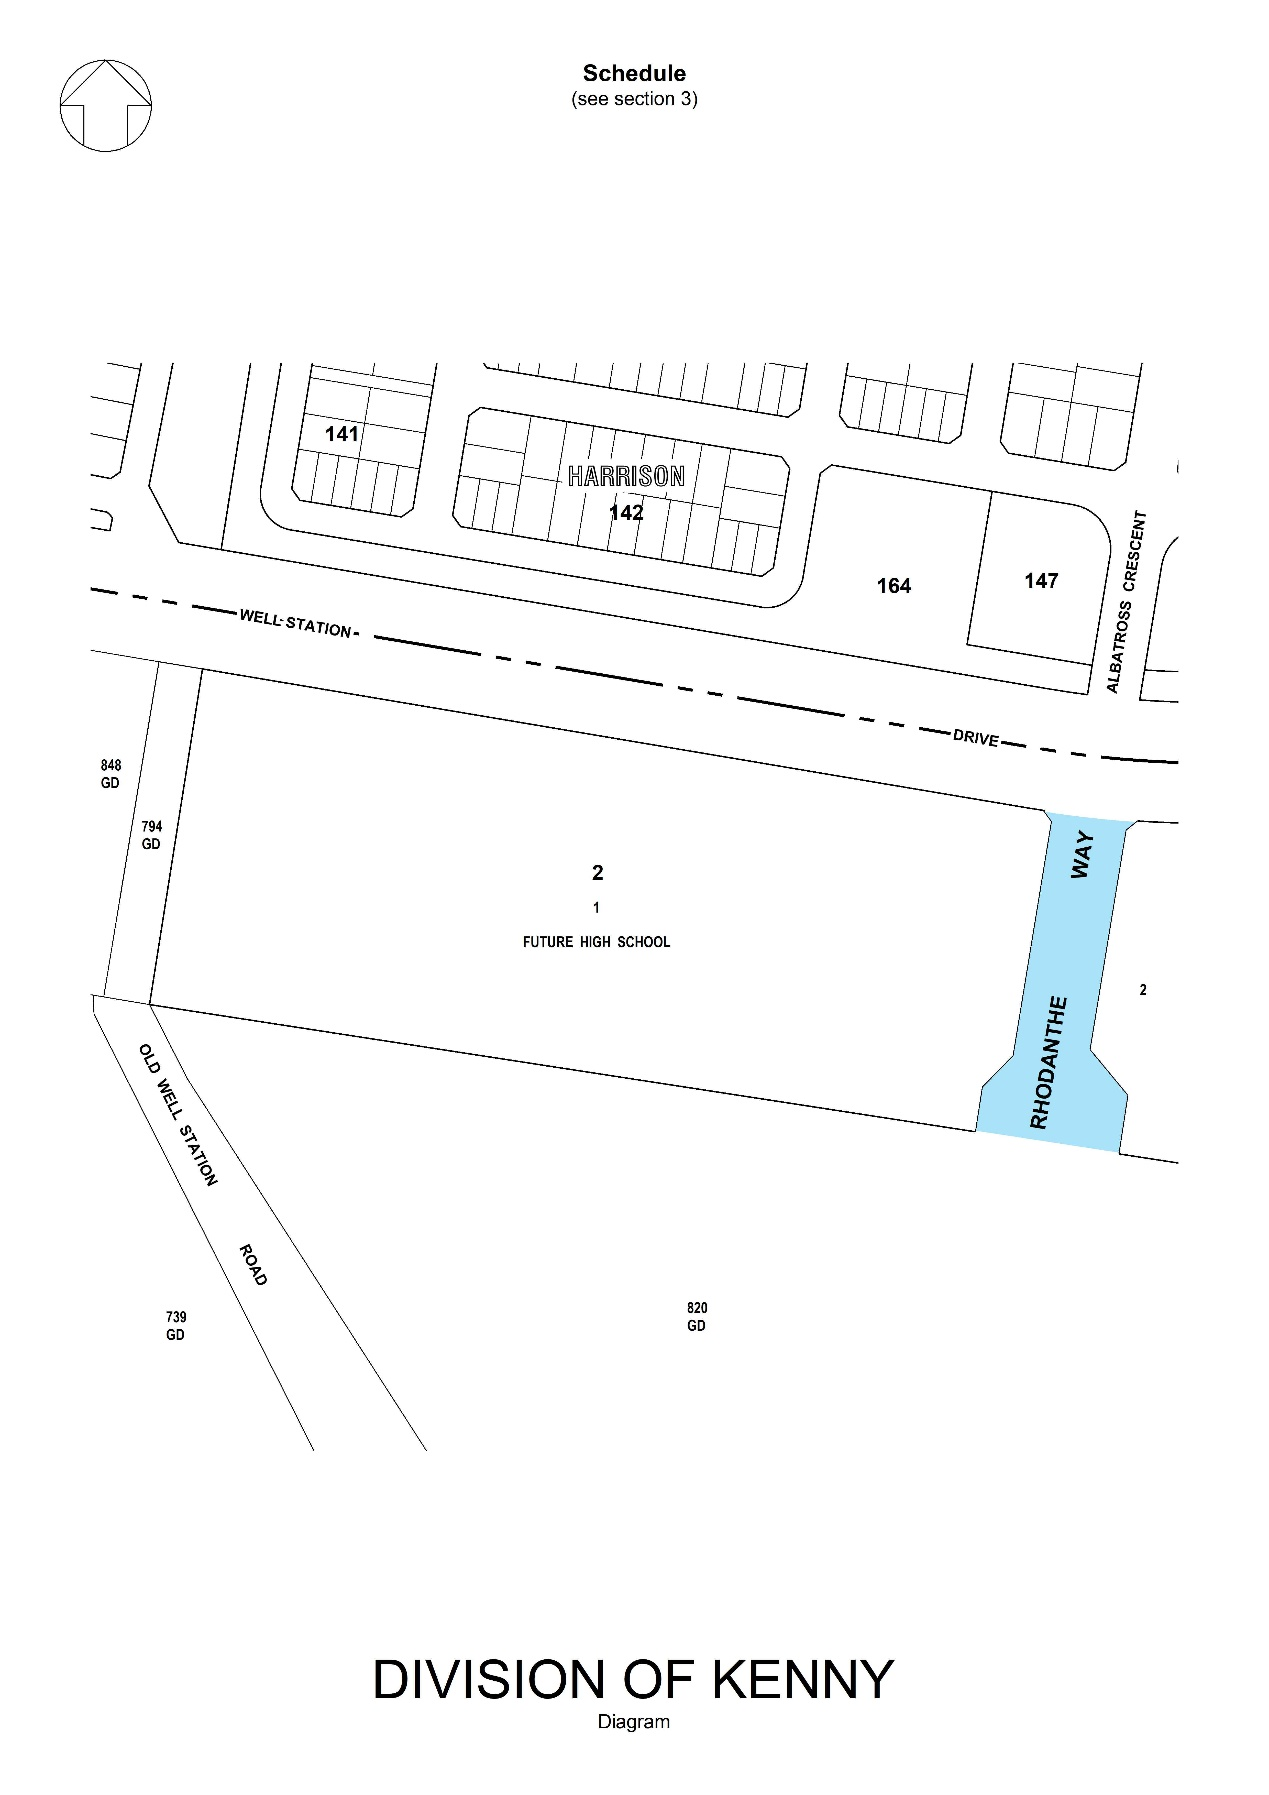 Schedule
(see section 3)
141
HARRISON
142
164
147
ALBATROSS CRESCENT
WELL STATION
DRIVE
848
GD
794
GD
2
1
FUTURE HIGH SCHOOL
WAY
RHODANTHE
2
OLD WELL STATION
ROAD
739
GD
820
GD
DIVISION OF KENNY
Diagram